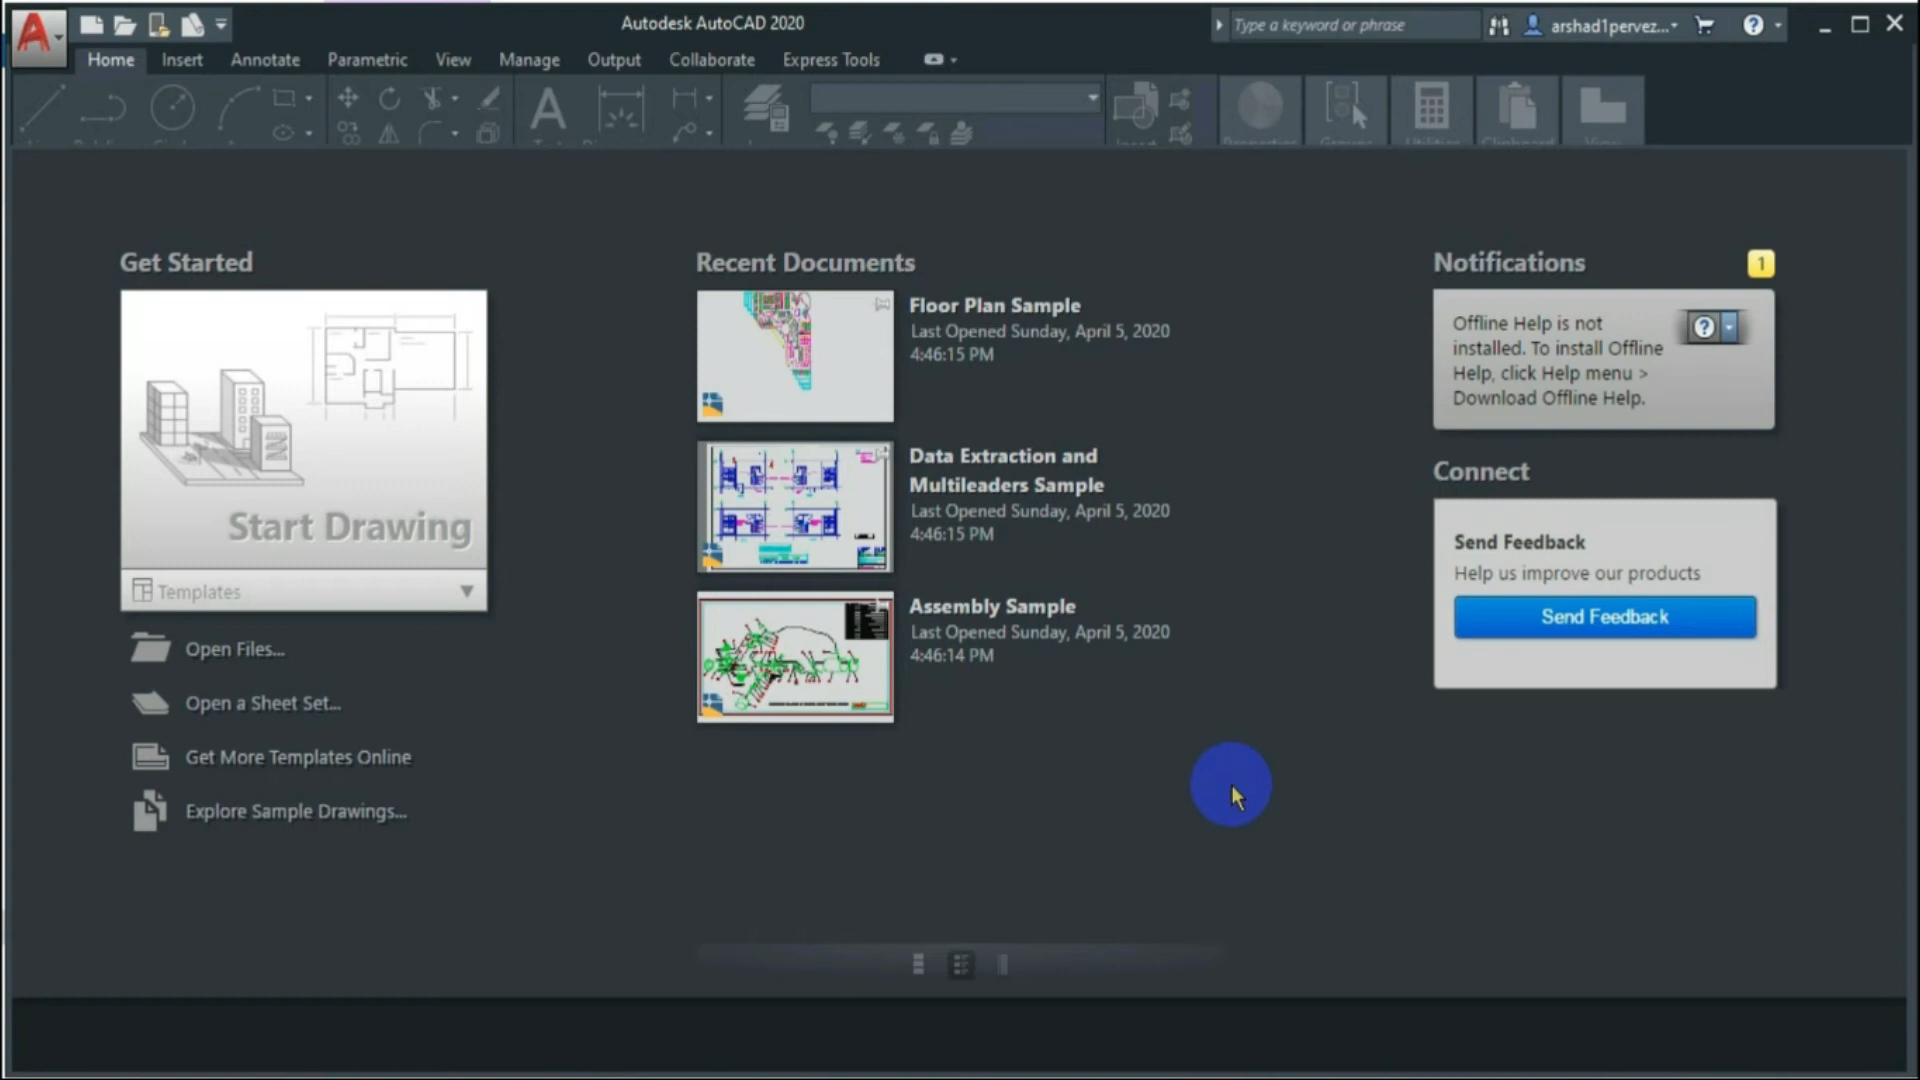 Autodesk AutoCAD 2020
Type a keyword or phrase
arshad1pervez...
Home Insert Annotate Parametric View Manage Output Collaborate Express Tools
Get Started
Start Drawing
Templates
Open Files...
Open a Sheet Set...
Get More Templates Online
Explore Sample Drawings...
Recent Documents
Floor Plan Sample
Last Opened Sunday, April 5, 2020
4:46:15 PM
Data Extraction and
Multileaders Sample
Last Opened Sunday, April 5, 2020
4:46:15 PM
Assembly Sample
Last Opened Sunday, April 5, 2020
4:46:14 PM
Notifications 1
Offline Help is not
installed. To install Offline
Help, click Help menu >
Download Offline Help.
Connect
Send Feedback
Help us improve our products
Send Feedback